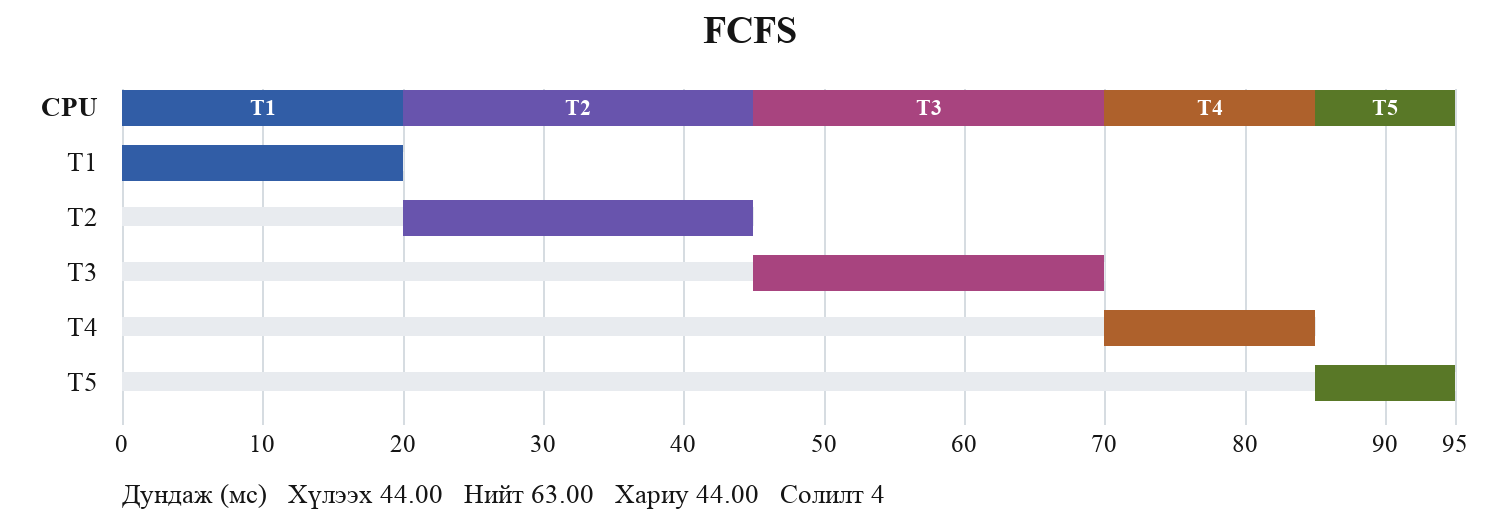 FCFS
CPU T1 T2 T3 T4 T5
T1
T2
T3
T4
T5
0 10 20 30 40 50 60 70 80 90 95
Дундаж (мс) Хүлээх 44.00 Нийт 63.00 Хариу 44.00 Солилт 4